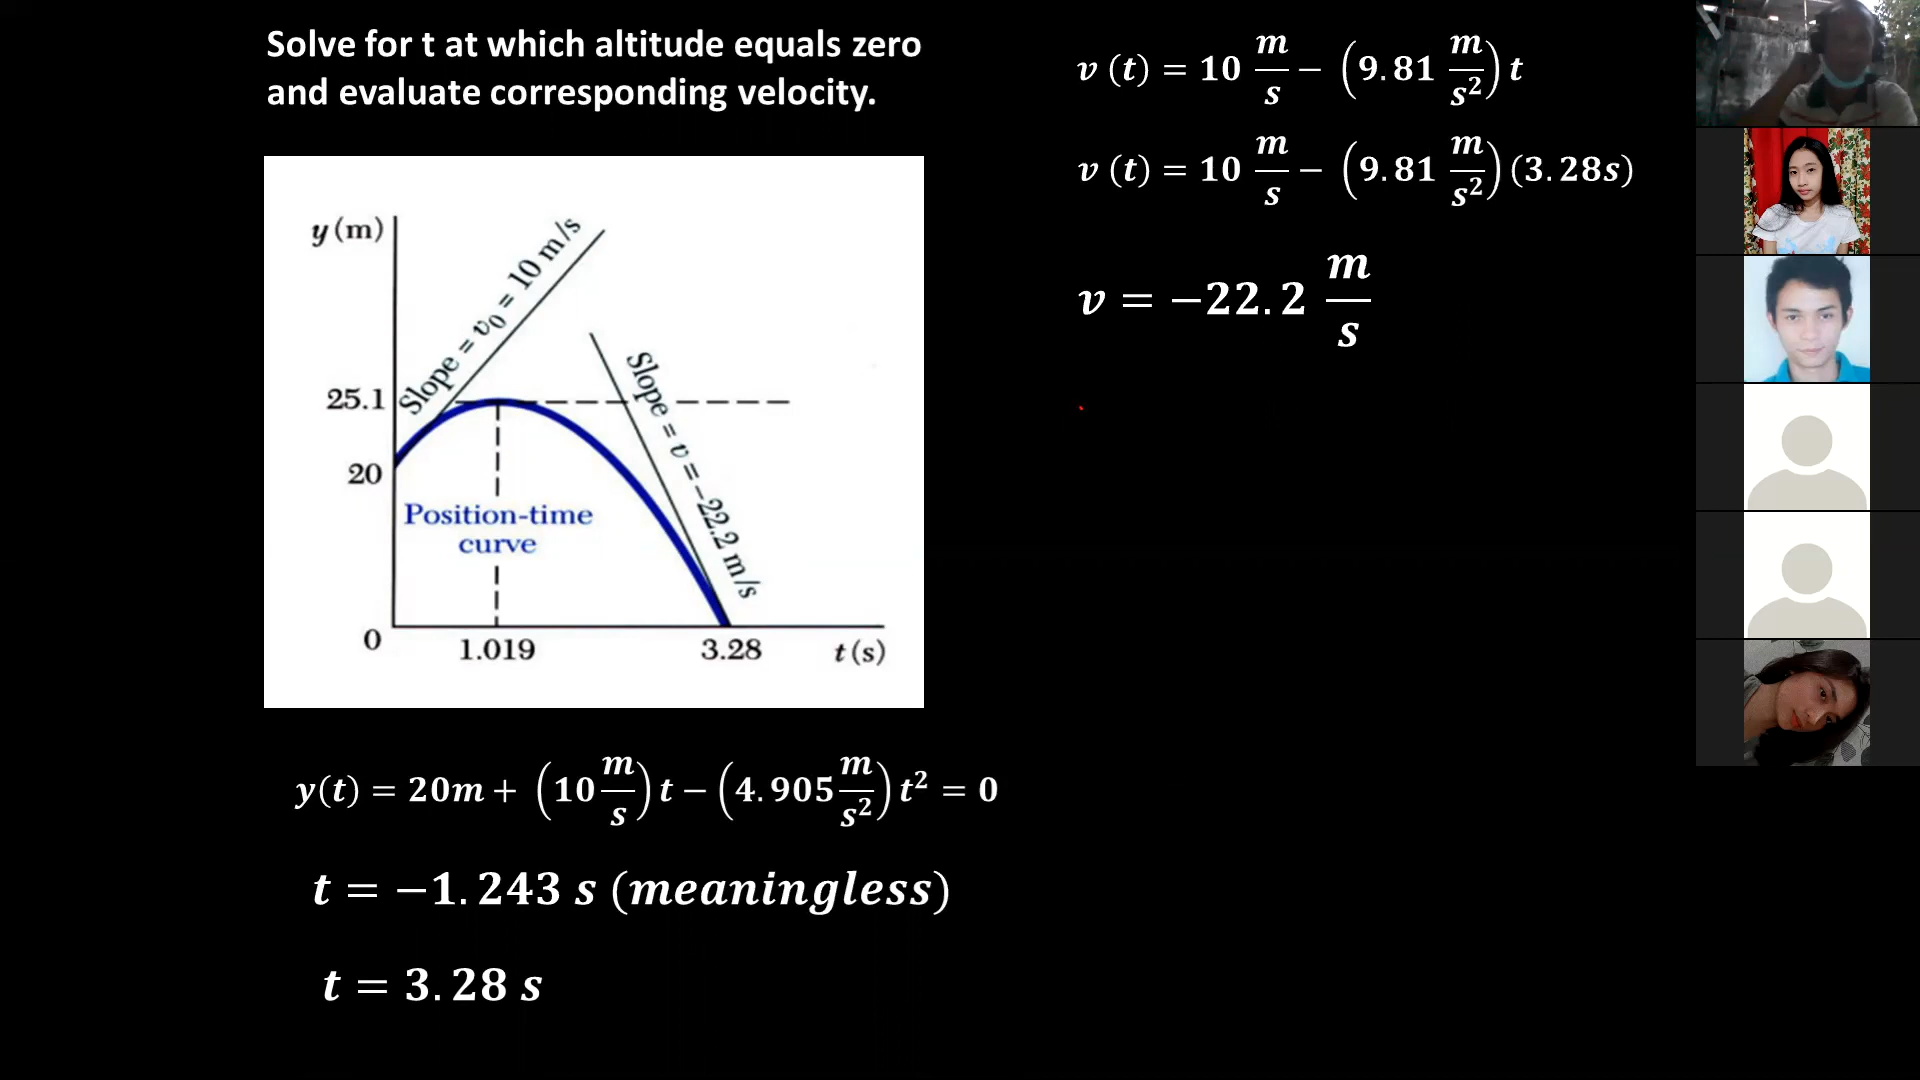 Solve for t at which altitude equals zero
and evaluate corresponding velocity.
y (m)
Slope = v₀ = 10 m/s
Slope = v = −22.2 m/s
25.1
20
Position-time
curve
0
1.019
3.28
t (s)
y(t) = 20m + (10 m/s) t − (4.905 m/s²) t² = 0
t = −1.243 s (meaningless)
t = 3.28 s
v (t) = 10 m/s − (9.81 m/s²) t
v (t) = 10 m/s − (9.81 m/s²) (3.28s)
v = −22.2 m/s